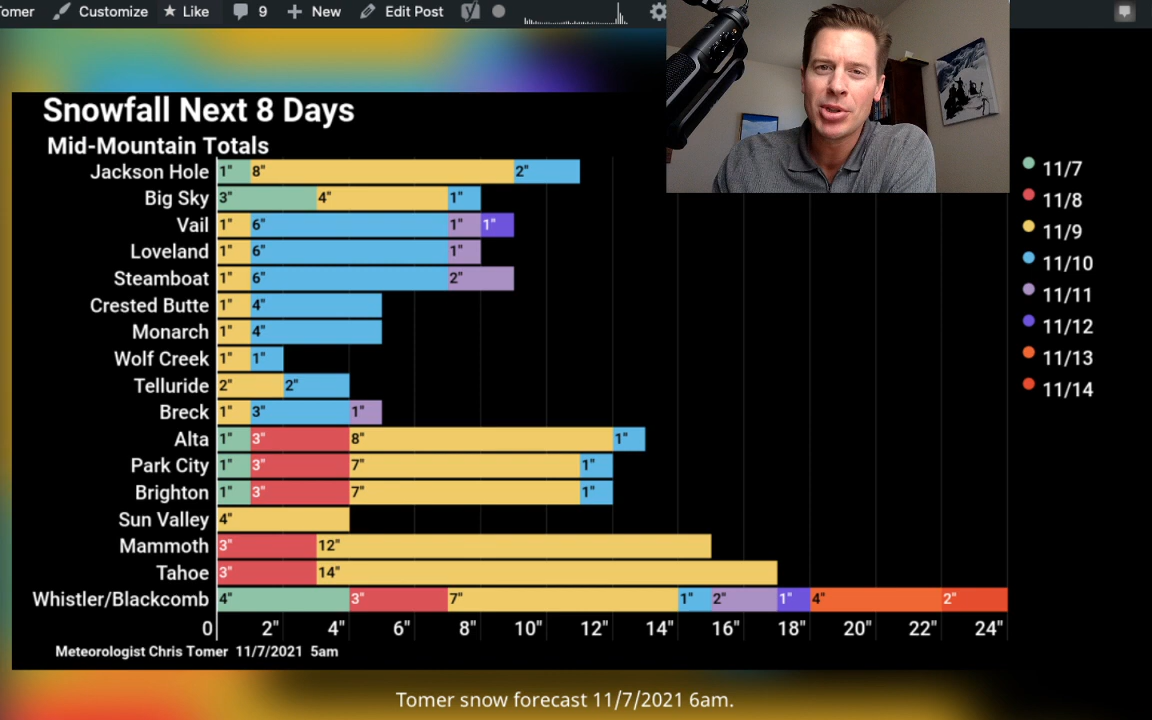 Tomer Customize Like 9 New Edit Post
Snowfall Next 8 Days
Mid-Mountain Totals
Jackson Hole 1" 8" 2"
Big Sky 3" 4" 1"
Vail 1" 6" 1" 1"
Loveland 1" 6" 1"
Steamboat 1" 6" 2"
Crested Butte 1" 4"
Monarch 1" 4"
Wolf Creek 1" 1"
Telluride 2" 2"
Breck 1" 3" 1"
Alta 1" 3" 8" 1"
Park City 1" 3" 7" 1"
Brighton 1" 3" 7" 1"
Sun Valley 4"
Mammoth 3" 12"
Tahoe 3" 14"
Whistler/Blackcomb 4" 3" 7" 1" 2" 1" 4" 2"
0 2" 4" 6" 8" 10" 12" 14" 16" 18" 20" 22" 24"
Meteorologist Chris Tomer 11/7/2021 5am
11/7
11/8
11/9
11/10
11/11
11/12
11/13
11/14
Tomer snow forecast 11/7/2021 6am.